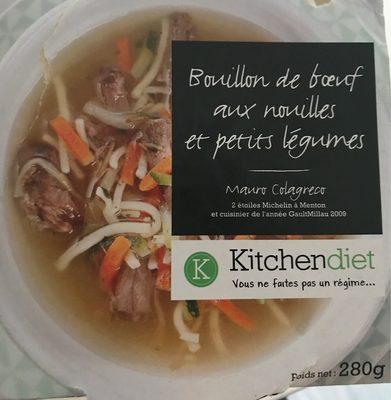 Bouillon de bœuf
aux nouilles
et petits légumes
Mauro Colagreco
2 étoiles Michelin à Menton
et cuisinier de l'année GaultMillau 2009
K
Kitchendiet
Vous ne faites pas un régime...
Poids net : 280g